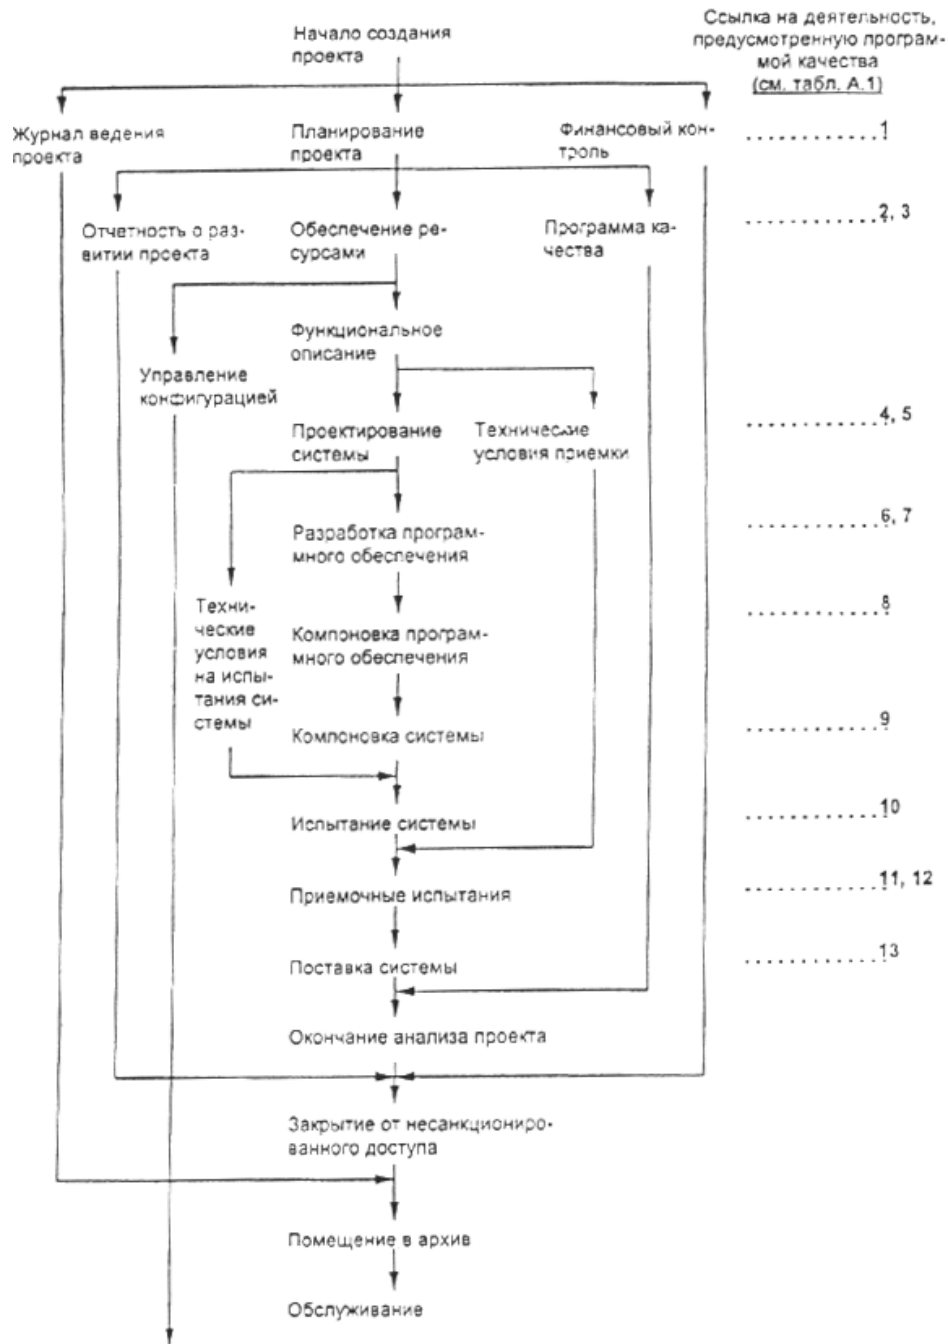 Ссылка на деятельность,
предусмотренную програм-
мой качества
(см. табл. А.1)
Начало создания
проекта
Журнал ведения
проекта
Планирование
проекта
Финансовый кон-
троль
..............1
Отчетность о раз-
витии проекта
Обеспечение ре-
сурсами
Программа ка-
чества
..............2, 3
Функциональное
описание
Управление
конфигурацией
Проектирование
системы
Технические
условия приемки
..............4, 5
Разработка програм-
много обеспечения
..............6, 7
Техни-
ческие
условия
на испы-
тания си-
стемы
Компоновка програм-
много обеспечения
..............8
Компоновка системы
..............9
Испытание системы
..............10
Приемочные испытания
..............11, 12
Поставка системы
..............13
Окончание анализа проекта
Закрытие от несанкциониро-
ванного доступа
Помещение в архив
Обслуживание